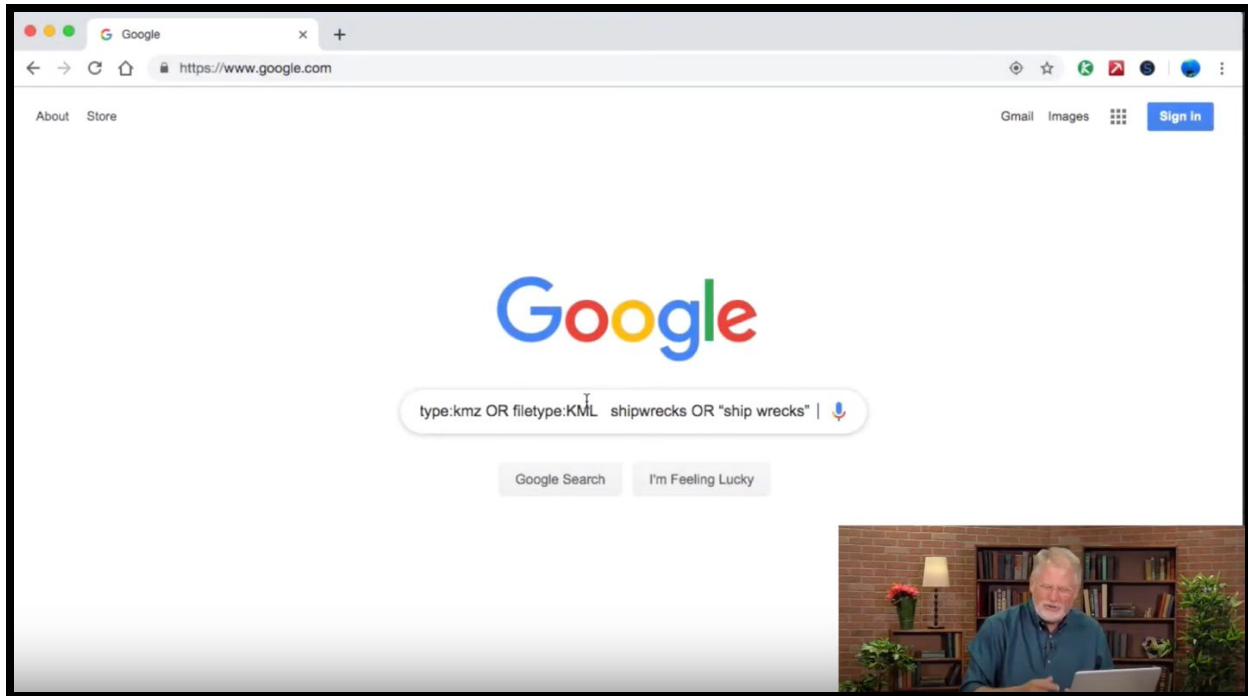 Google
https://www.google.com
About Store Gmail Images Sign in
Google
type:kmz OR filetype:KML shipwrecks OR “ship wrecks”
Google Search I'm Feeling Lucky